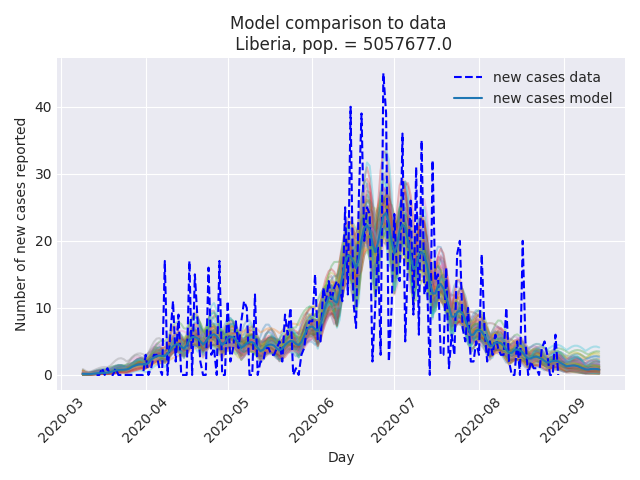 Model comparison to data
Liberia, pop. = 5057677.0
new cases data
new cases model
Number of new cases reported
40
30
20
10
0
2020-03
2020-04
2020-05
2020-06
2020-07
2020-08
2020-09
Day